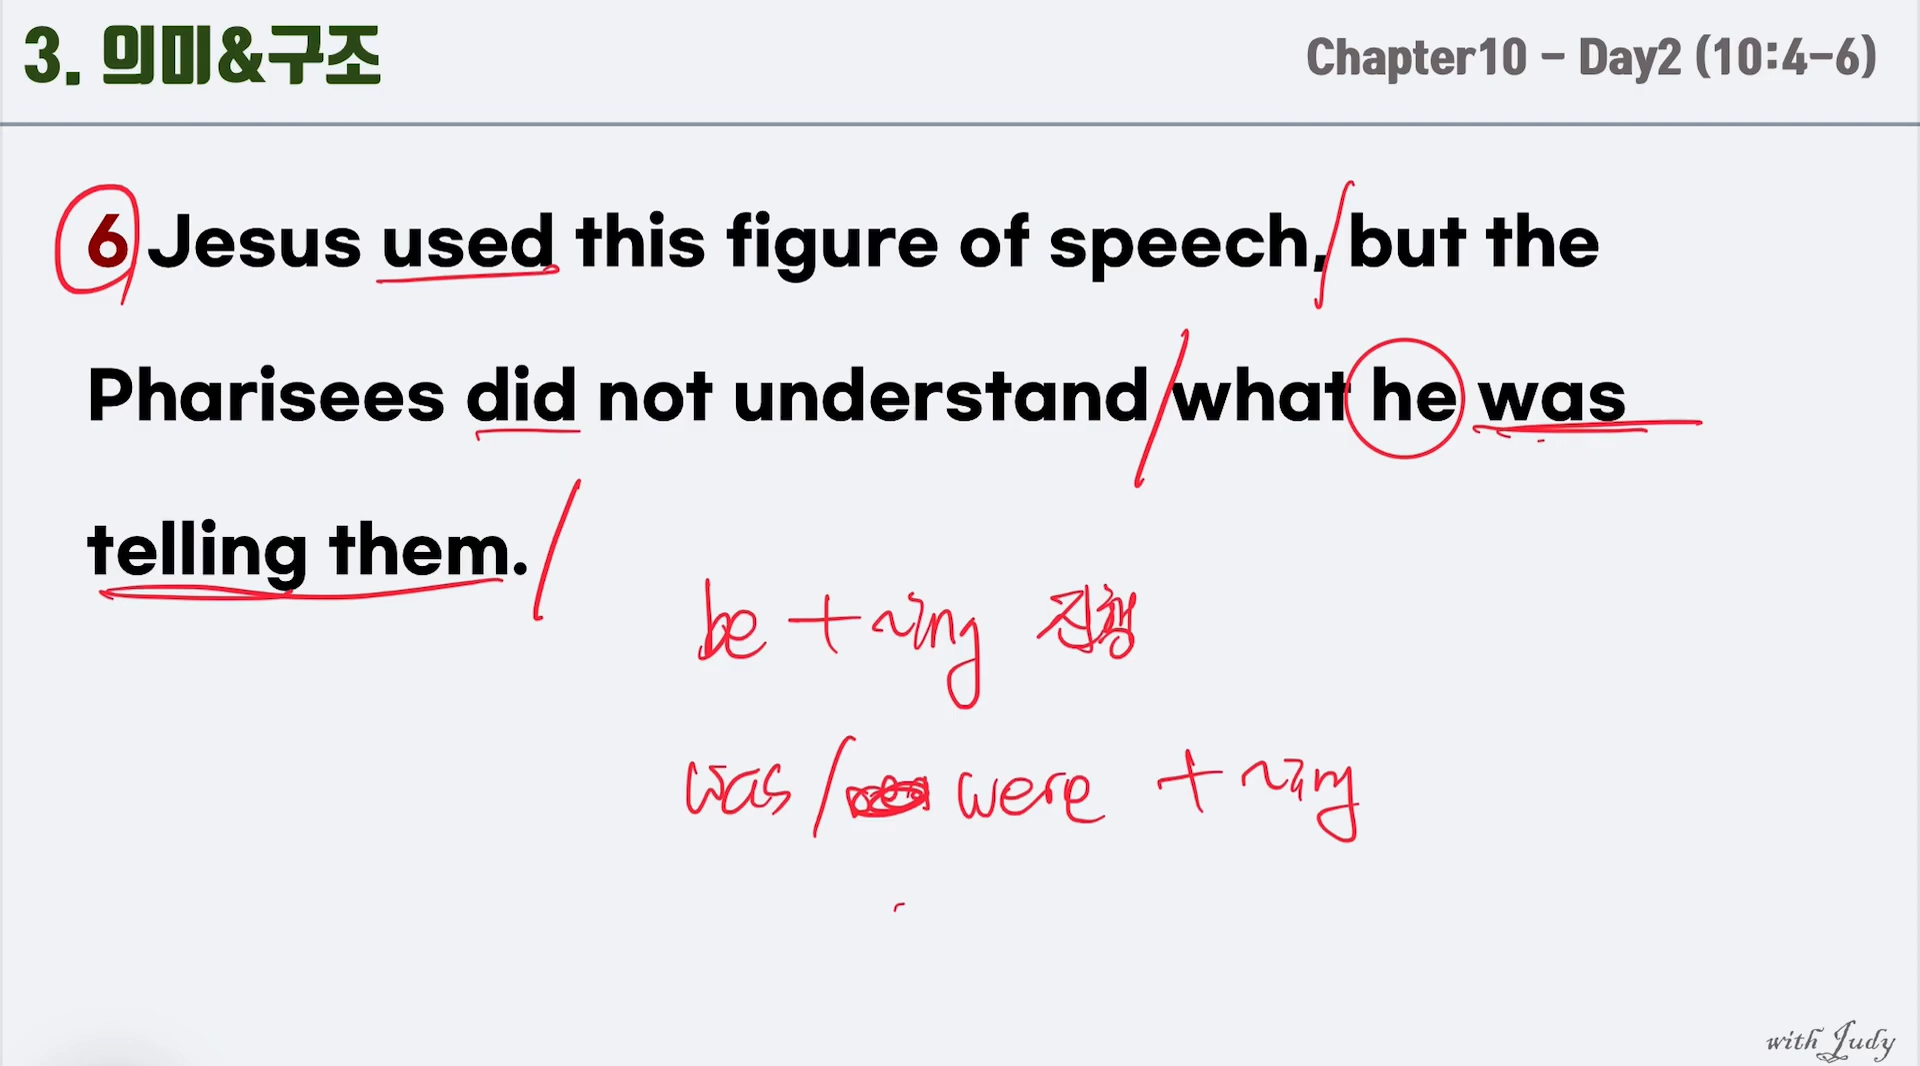 3. 의미&구조
Chapter10 - Day2 (10:4-6)
6 Jesus used this figure of speech, but the
Pharisees did not understand what he was
telling them.
be + ~ing 진행
was / were + ~ing
with Judy